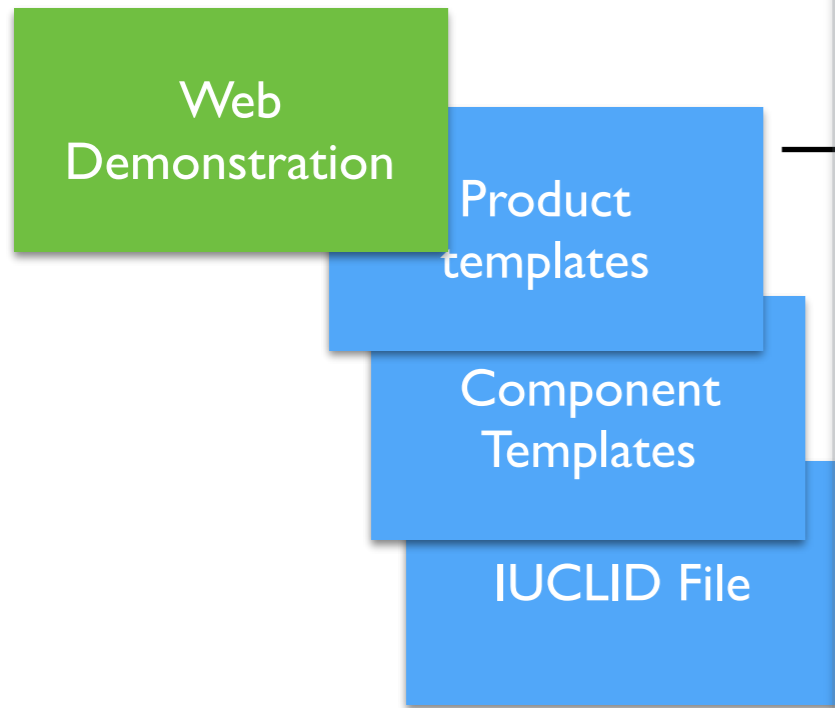 Web
Demonstration
Product
templates
Component
Templates
IUCLID File